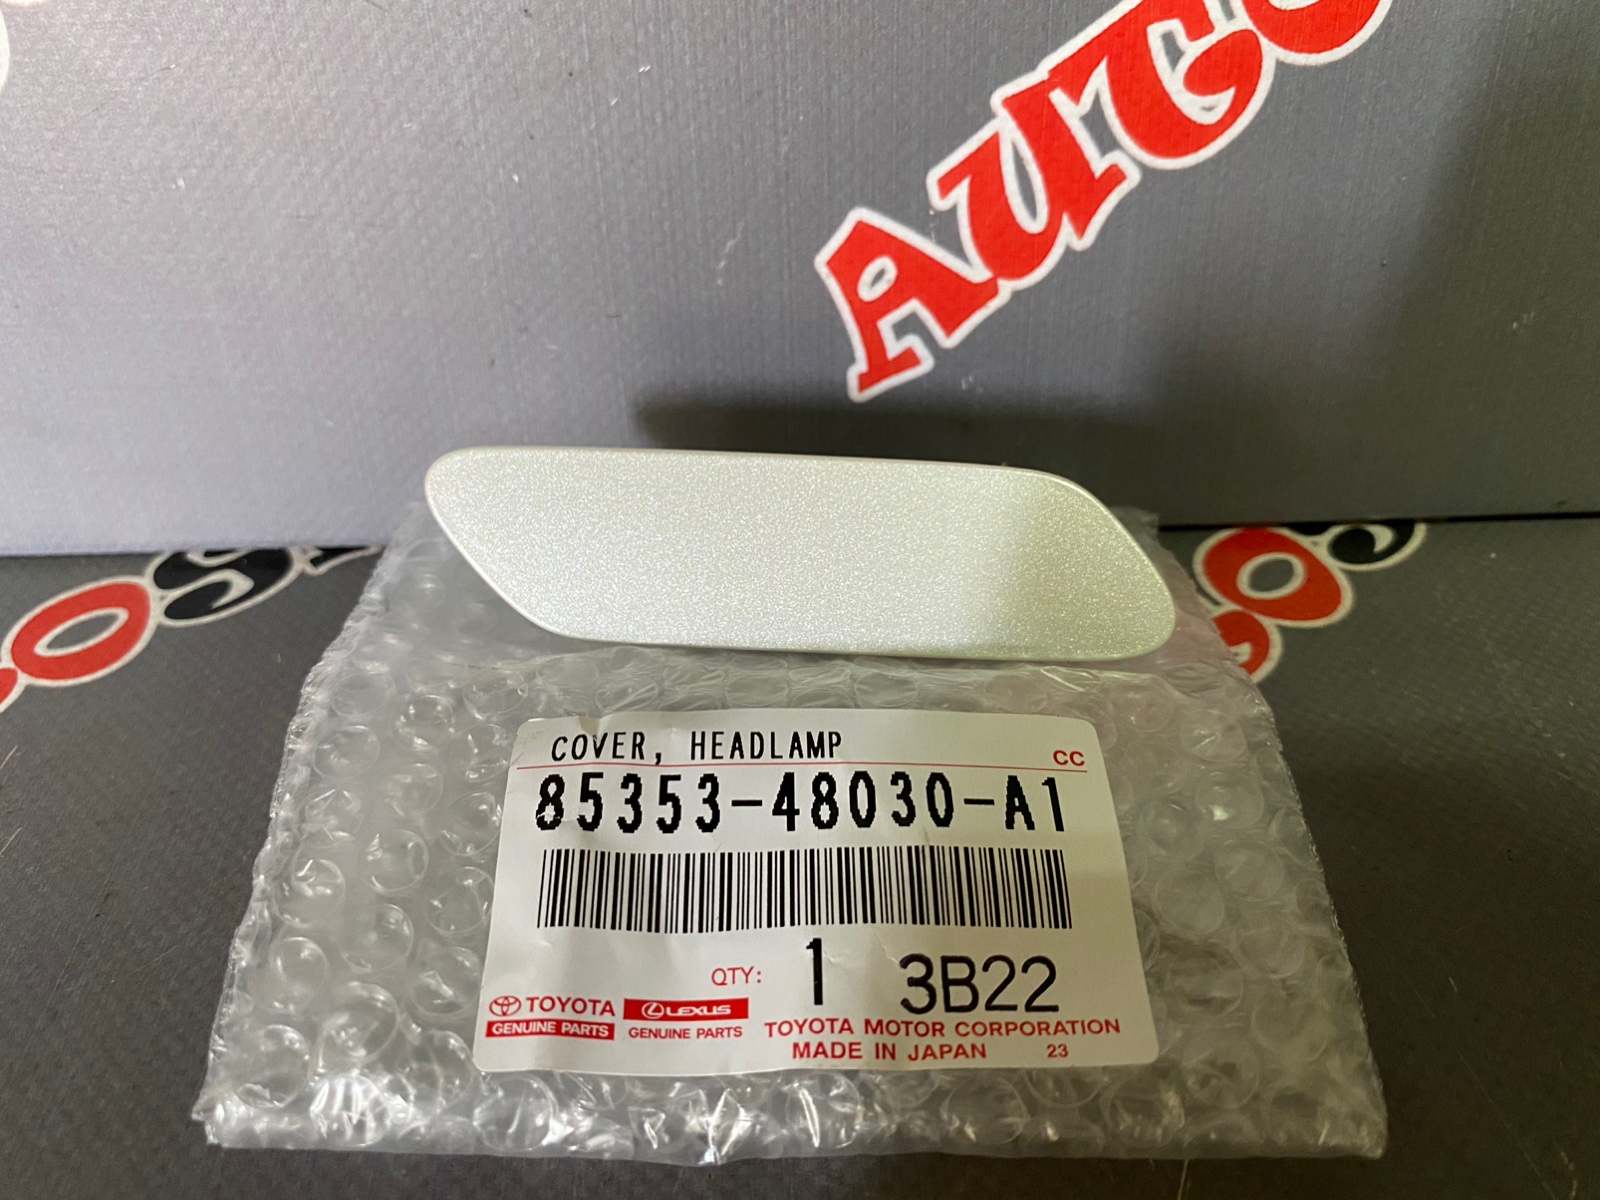 AUTO
COVER, HEADLAMP
CC
85353-48030-A1
QTY: 1 3B22
TOYOTA
GENUINE PARTS
LEXUS
GENUINE PARTS
TOYOTA MOTOR CORPORATION
MADE IN JAPAN 23